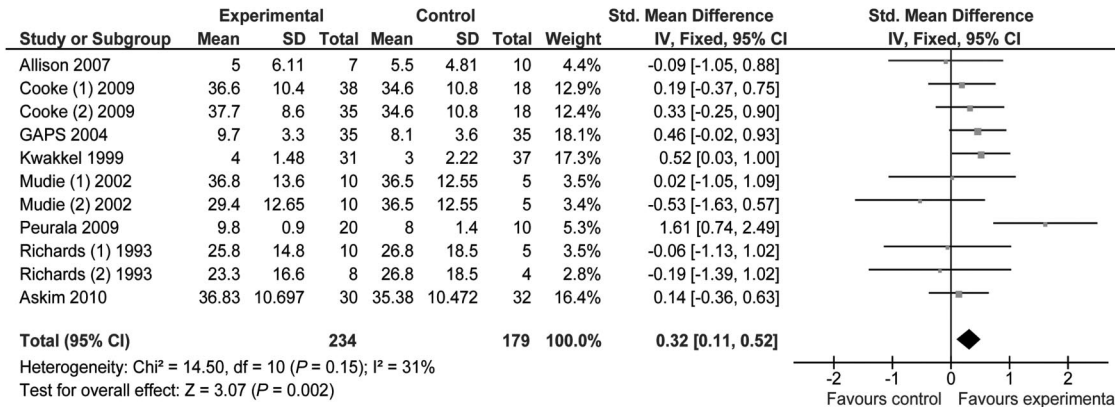 Experimental Control Std. Mean Difference Std. Mean Difference
Study or Subgroup Mean SD Total Mean SD Total Weight IV, Fixed, 95% CI IV, Fixed, 95% CI
Allison 2007 5 6.11 7 5.5 4.81 10 4.4% -0.09 [-1.05, 0.88]
Cooke (1) 2009 36.6 10.4 38 34.6 10.8 18 12.9% 0.19 [-0.37, 0.75]
Cooke (2) 2009 37.7 8.6 35 34.6 10.8 18 12.4% 0.33 [-0.25, 0.90]
GAPS 2004 9.7 3.3 35 8.1 3.6 35 18.1% 0.46 [-0.02, 0.93]
Kwakkel 1999 4 1.48 31 3 2.22 37 17.3% 0.52 [0.03, 1.00]
Mudie (1) 2002 36.8 13.6 10 36.5 12.55 5 3.5% 0.02 [-1.05, 1.09]
Mudie (2) 2002 29.4 12.65 10 36.5 12.55 5 3.4% -0.53 [-1.63, 0.57]
Peurala 2009 9.8 0.9 20 8 1.4 10 5.3% 1.61 [0.74, 2.49]
Richards (1) 1993 25.8 14.8 10 26.8 18.5 5 3.5% -0.06 [-1.13, 1.02]
Richards (2) 1993 23.3 16.6 8 26.8 18.5 4 2.8% -0.19 [-1.39, 1.02]
Askim 2010 36.83 10.697 30 35.38 10.472 32 16.4% 0.14 [-0.36, 0.63]
Total (95% CI) 234 179 100.0% 0.32 [0.11, 0.52]
Heterogeneity: Chi² = 14.50, df = 10 (P = 0.15); I² = 31%
Test for overall effect: Z = 3.07 (P = 0.002)
-2 -1 0 1 2
Favours control Favours experimenta